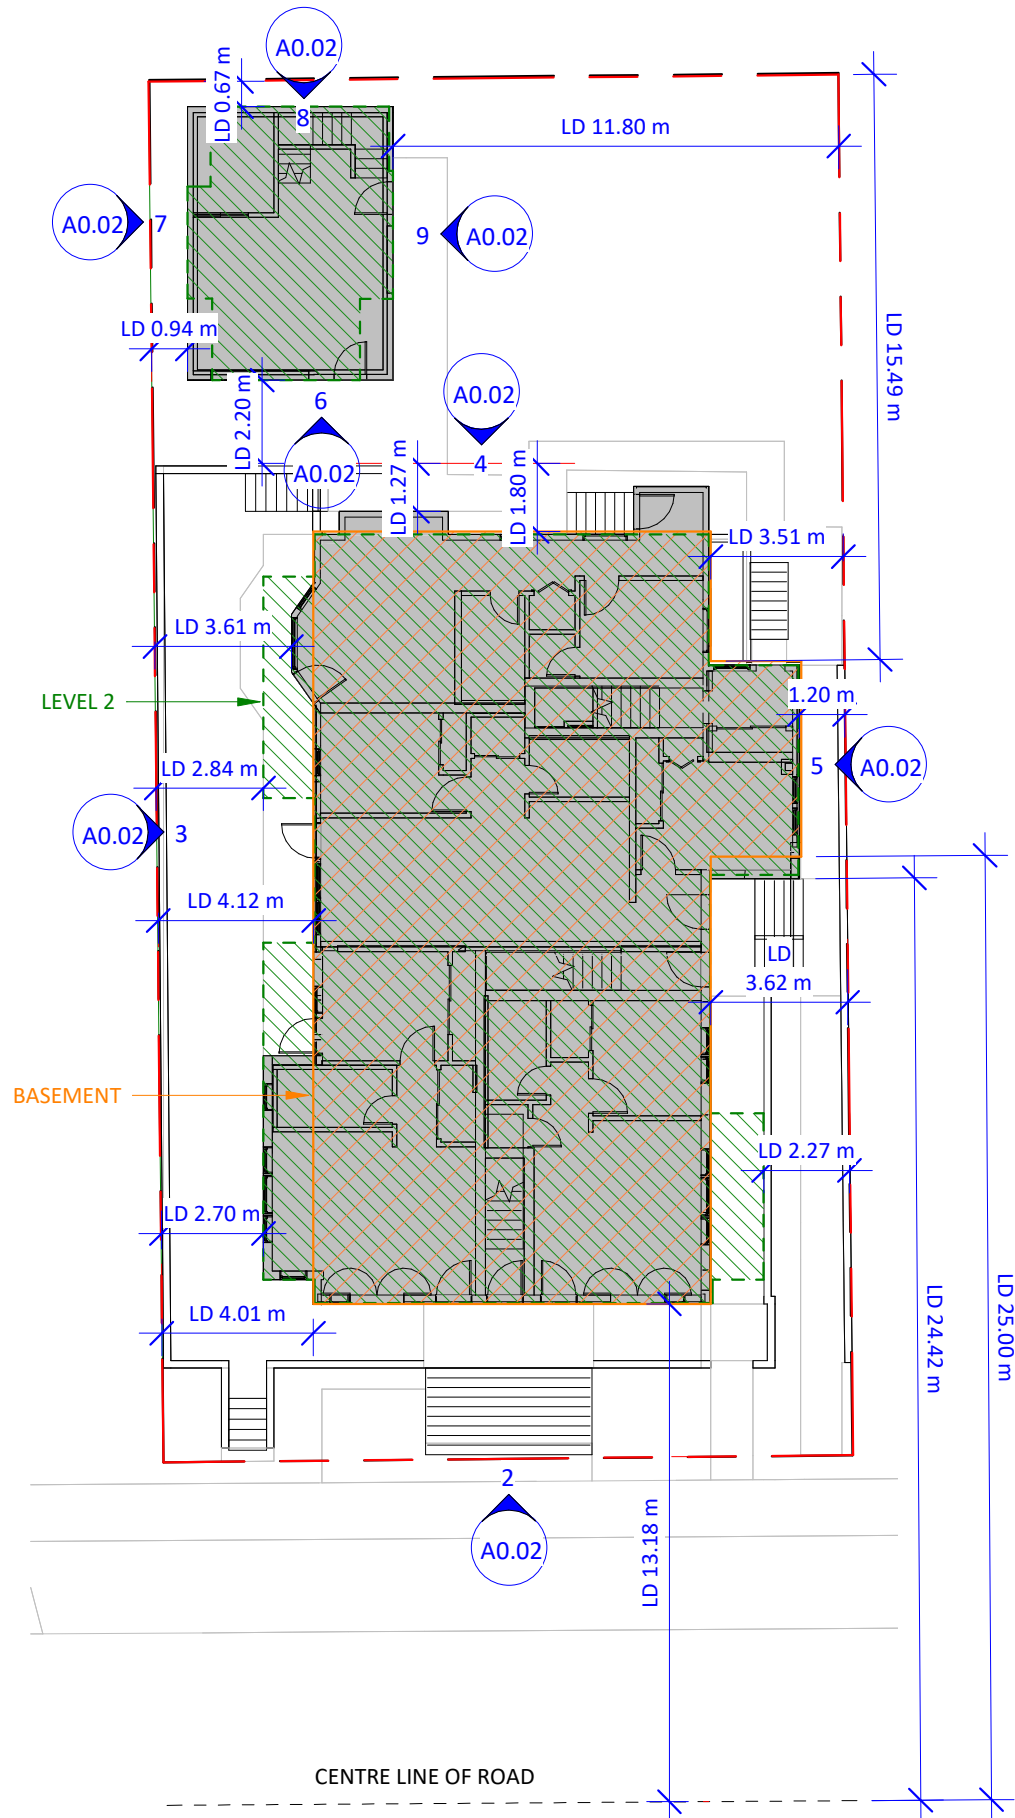 A0.02
8
LD 0.67 m
LD 11.80 m
A0.02
7
9
A0.02
LD 0.94 m
LD 15.49 m
A0.02
6
LD 2.20 m
A0.02
4
LD 1.27 m
LD 1.80 m
LD 3.51 m
LD 3.61 m
LEVEL 2
1.20 m
LD 2.84 m
5
A0.02
A0.02
3
LD 4.12 m
LD
3.62 m
BASEMENT
LD 2.27 m
LD 2.70 m
LD 4.01 m
LD 24.42 m
LD 25.00 m
2
A0.02
LD 13.18 m
CENTRE LINE OF ROAD